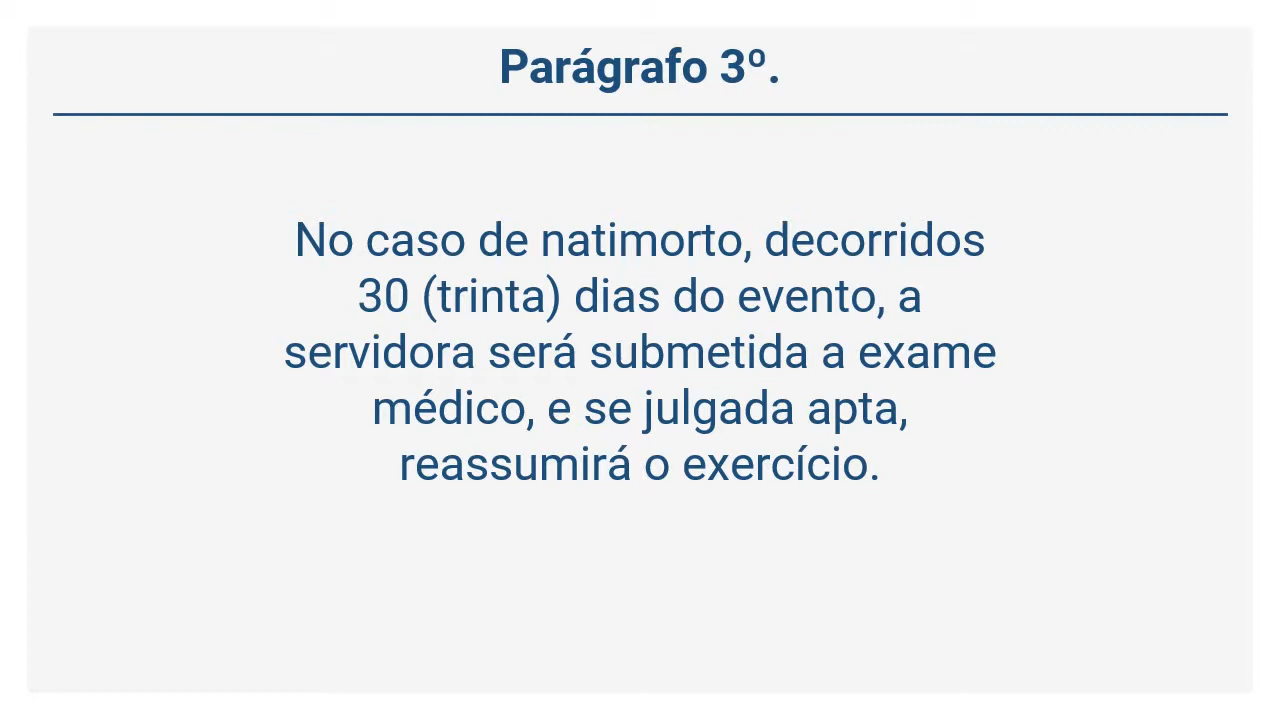 Parágrafo 3º.
No caso de natimorto, decorridos
30 (trinta) dias do evento, a
servidora será submetida a exame
médico, e se julgada apta,
reassumirá o exercício.